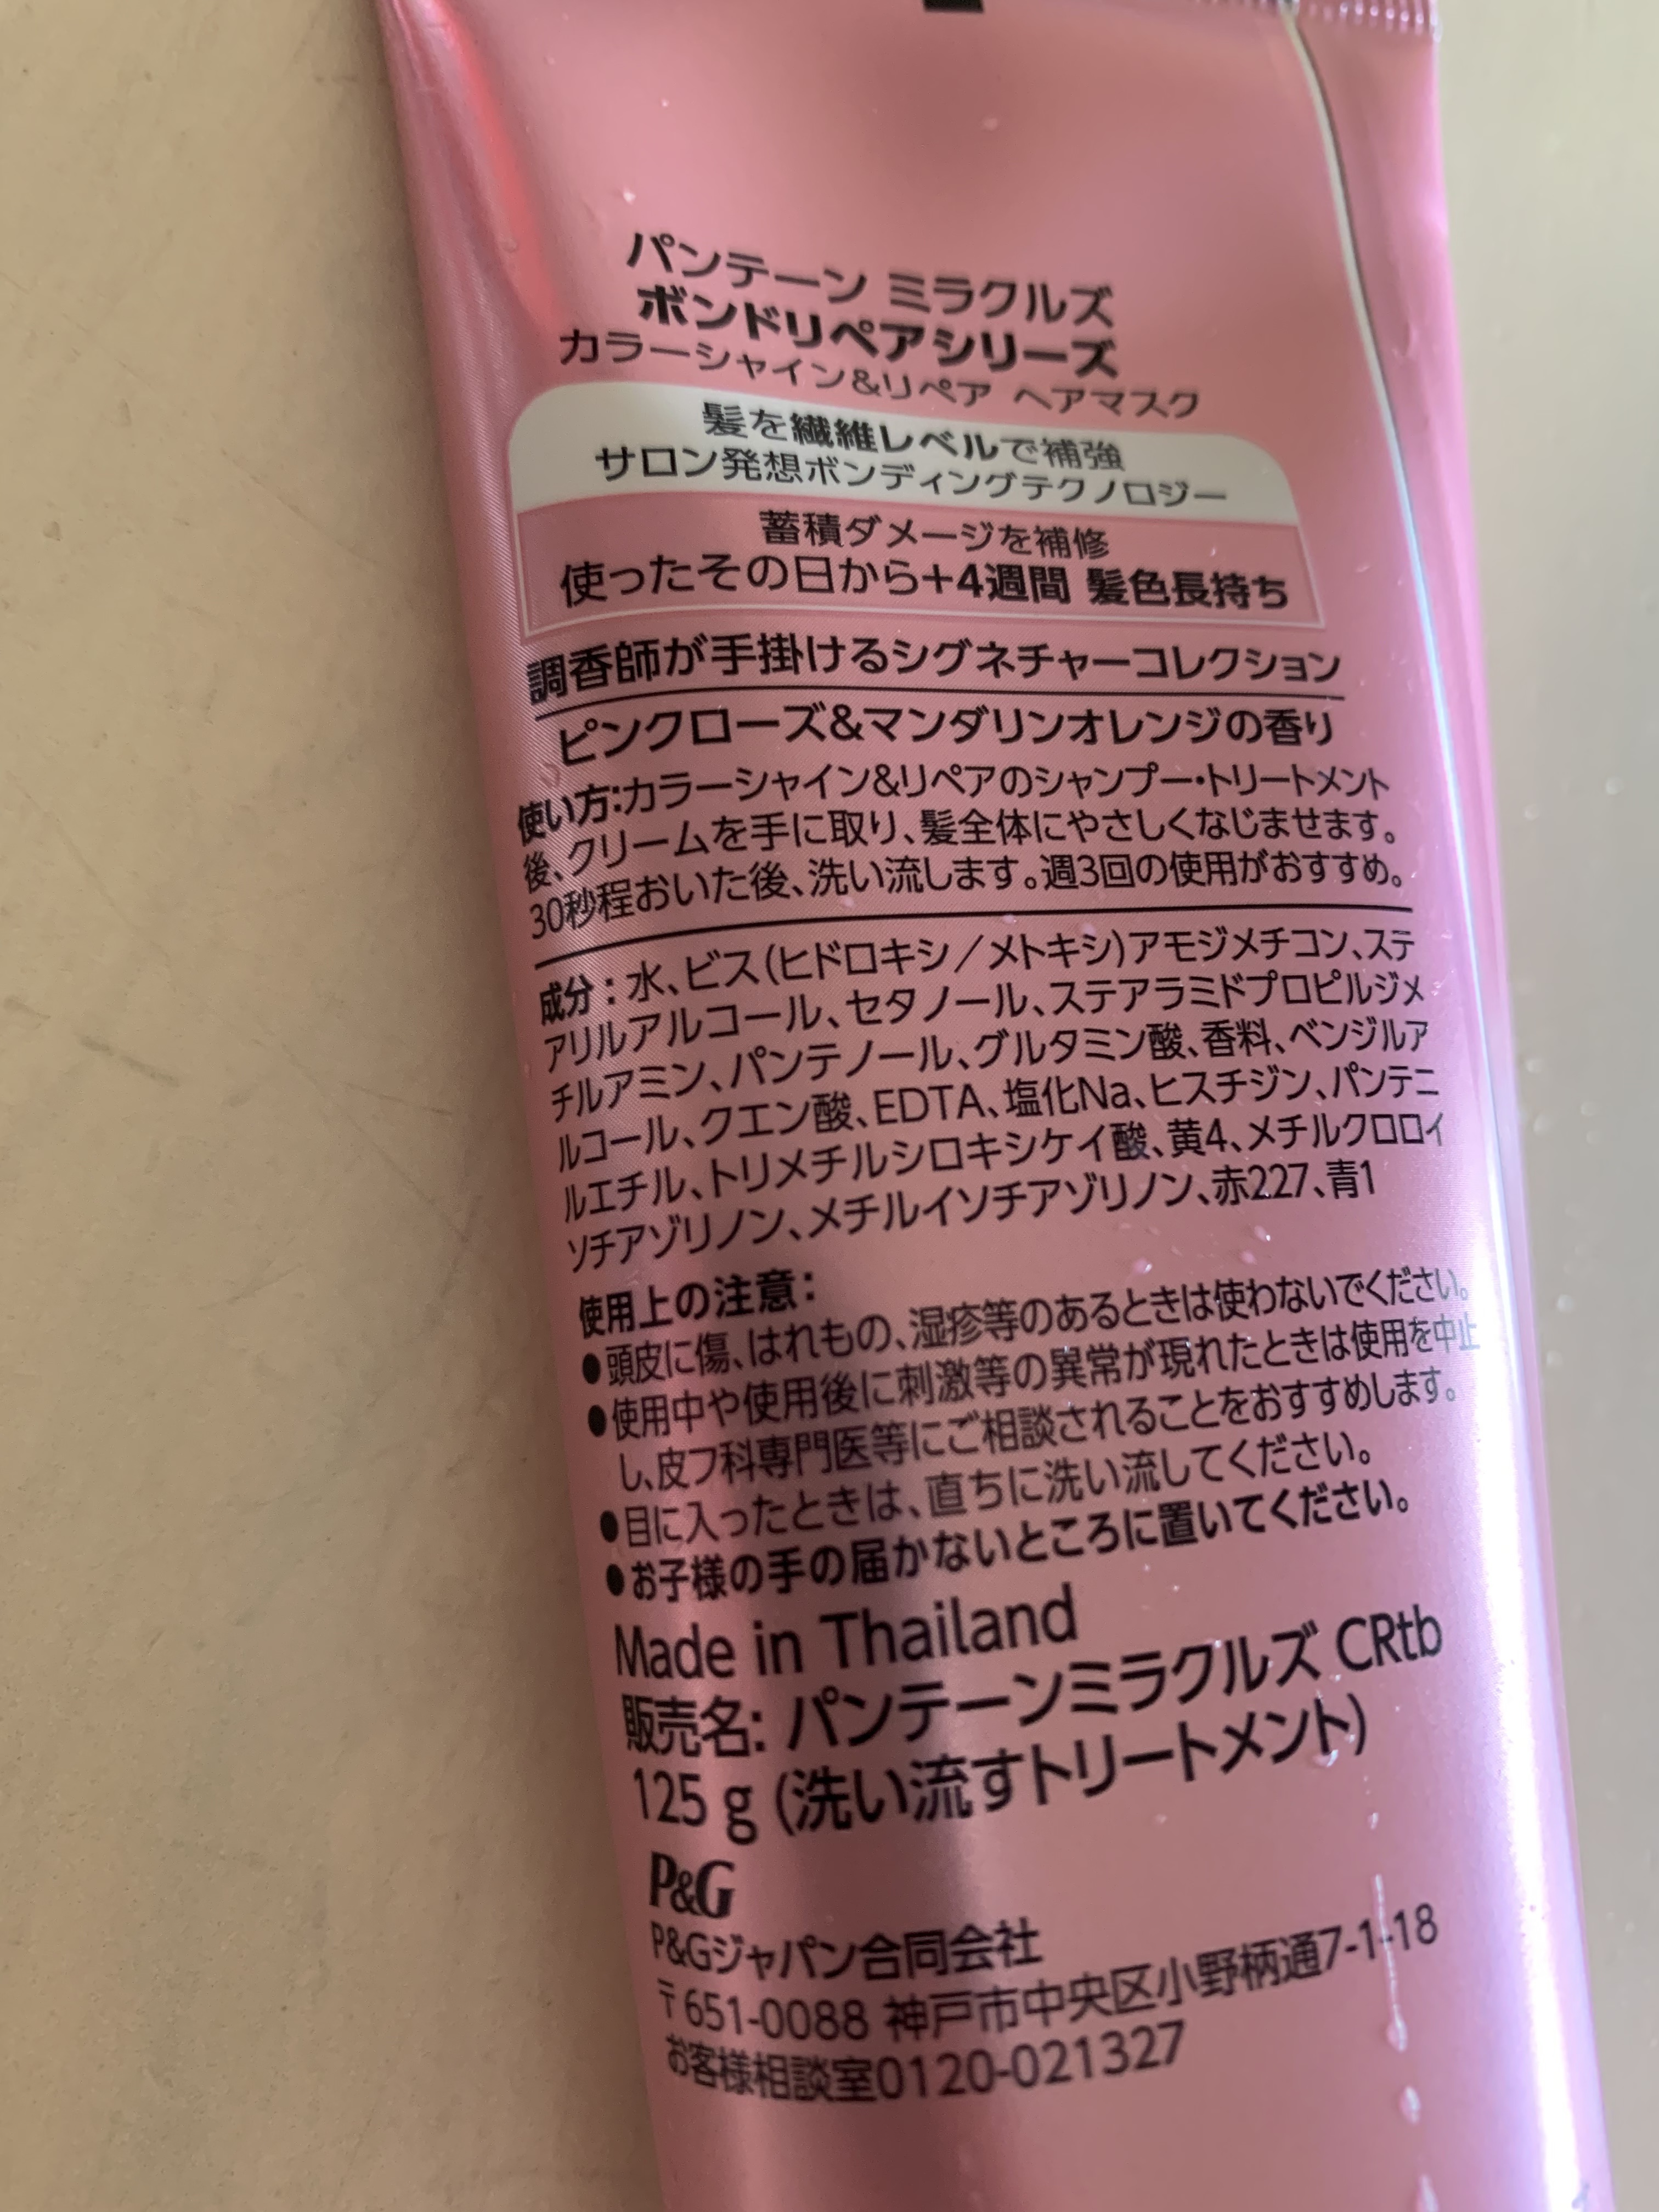 パンテーン ミラクルズ
ボンドリペアシリーズ
カラーシャイン&リペア ヘアマスク
髪を繊維レベルで補強
サロン発想ボンディングテクノロジー
蓄積ダメージを補修
使ったその日から+4週間 髪色長持ち
調香師が手掛けるシグネチャーコレクション
ピンクローズ&マンダリンオレンジの香り
使い方:カラーシャイン&リペアのシャンプー・トリートメント
後、クリームを手に取り、髪全体にやさしくなじませます。
30秒程おいた後、洗い流します。週3回の使用がおすすめ。
成分:水、ビス(ヒドロキシ/メトキシ)アモジメチコン、ステ
アリルアルコール、セタノール、ステアラミドプロピルジメ
チルアミン、パンテノール、グルタミン酸、香料、ベンジルア
ルコール、クエン酸、EDTA、塩化Na、ヒスチジン、パンテニ
ルエチル、トリメチルシロキシケイ酸、黄4、メチルクロロイ
ソチアゾリノン、メチルイソチアゾリノン、赤227、青1
使用上の注意:
●頭皮に傷、はれもの、湿疹等のあるときは使わないでください。
●使用中や使用後に刺激等の異常が現れたときは使用を中止
し、皮フ科専門医等にご相談されることをおすすめします。
●目に入ったときは、直ちに洗い流してください。
●お子様の手の届かないところに置いてください。
Made in Thailand
販売名: パンテーンミラクルズ CRtb
125 g (洗い流すトリートメント)
P&G
P&Gジャパン合同会社
〒651-0088 神戸市中央区小野柄通7-1-18
お客様相談室0120-021327